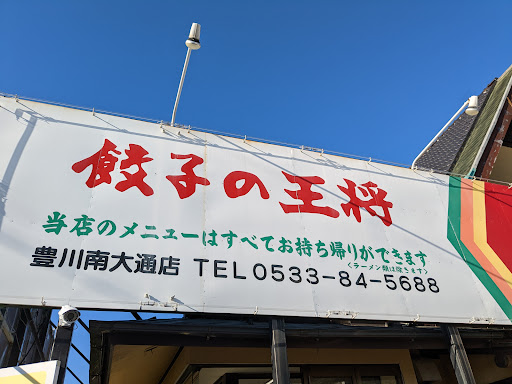 餃子の王将
当店のメニューはすべてお持ち帰りができます
(ラーメン類は除きます)
豊川南大通店 TEL0533-84-5688